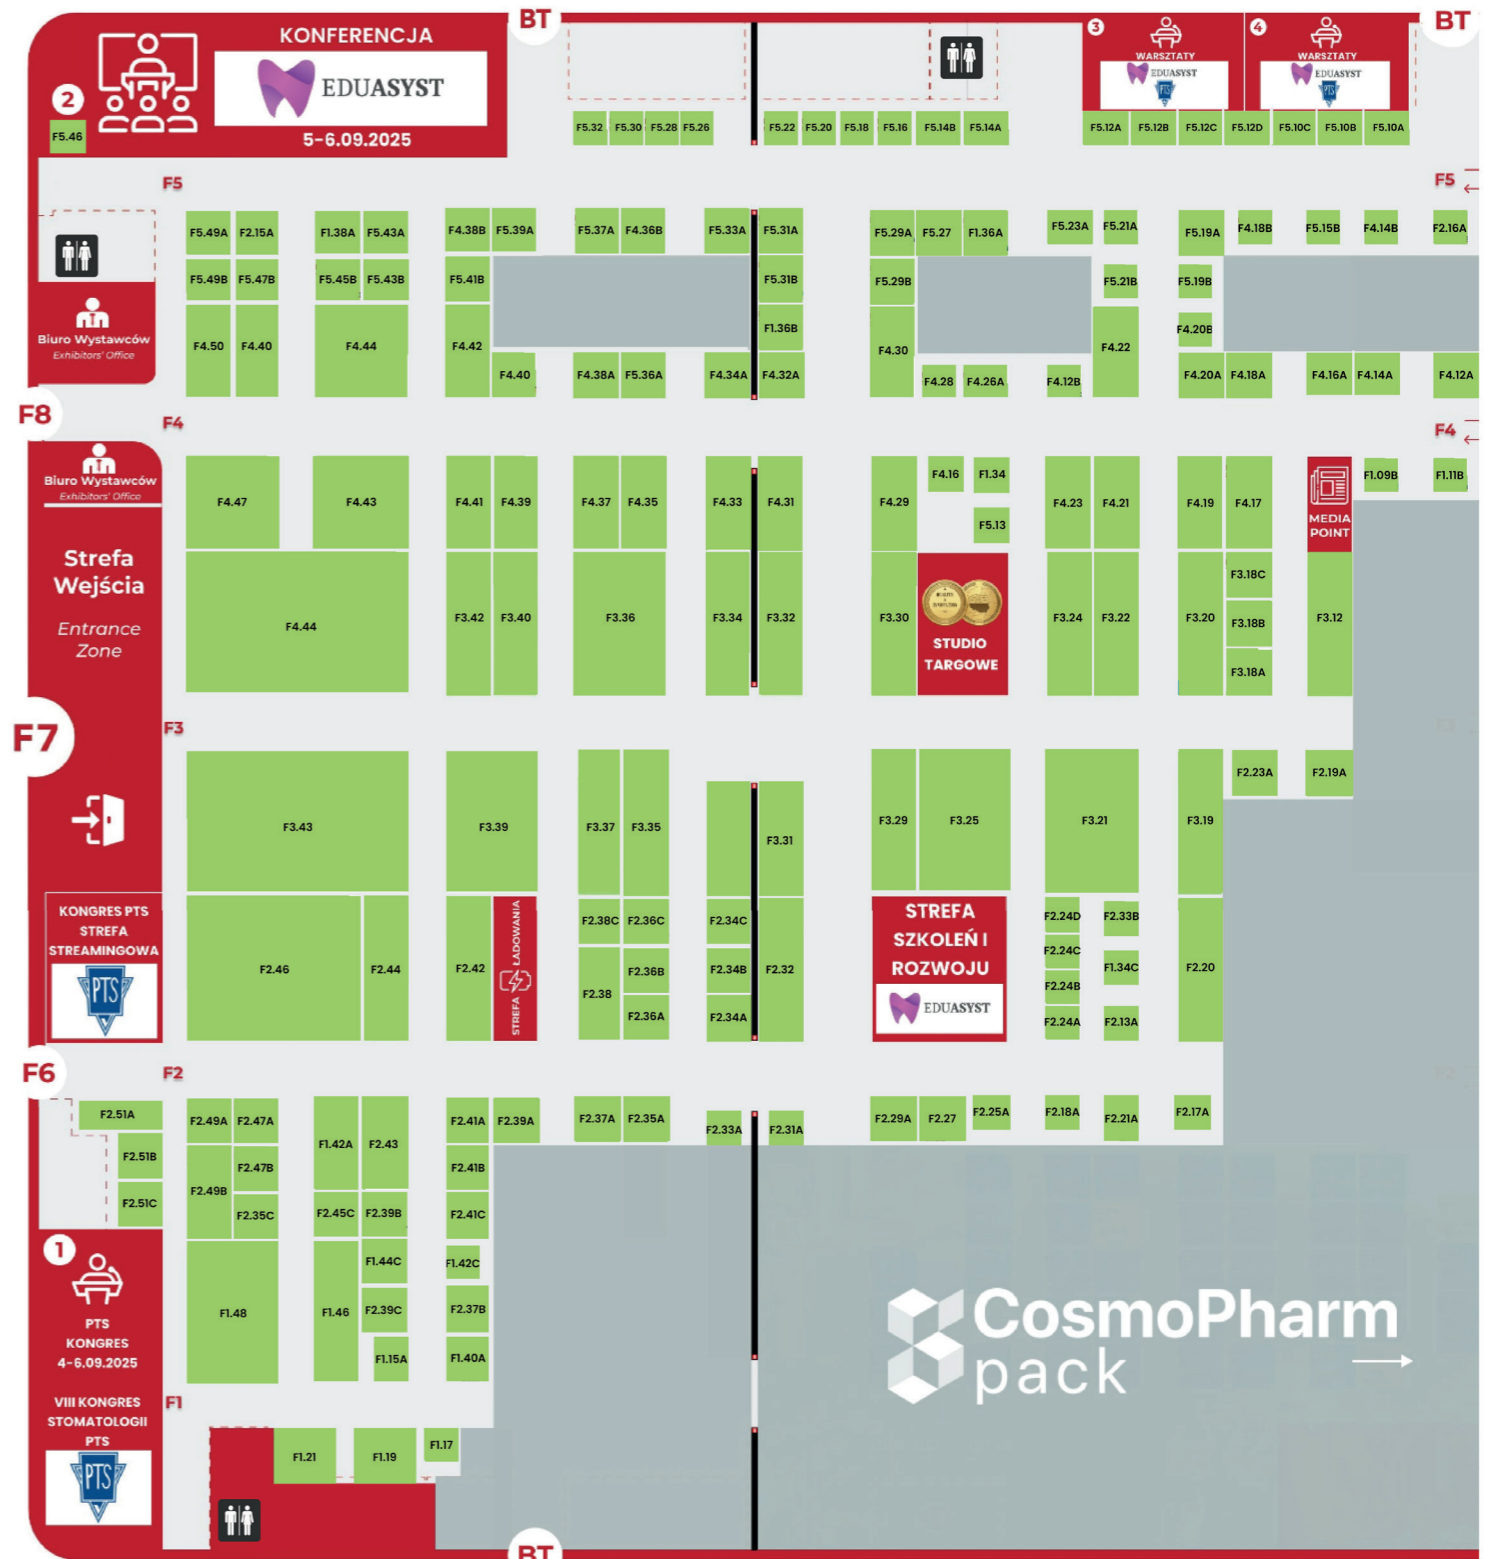 BT
BT
KONFERENCJA
EDUASYST
5-6.09.2025
2
F5.46
3
WARSZTATY
EDUASYST
PTS
4
WARSZTATY
EDUASYST
PTS
F5.32 F5.30 F5.28 F5.26 F5.22 F5.20 F5.18 F5.16 F5.14B F5.14A F5.12A F5.12B F5.12C F5.12D F5.10C F5.10B F5.10A
F5
F5
F5.49A F2.15A F1.38A F5.43A F4.38B F5.39A F5.37A F4.36B F5.33A F5.31A F5.29A F5.27 F1.36A F5.23A F5.21A F5.19A F4.18B F5.15B F4.14B F2.16A
F5.49B F5.47B F5.45B F5.43B F5.41B F5.31B F5.29B F5.21B F5.19B
F1.36B F4.20B
Biuro Wystawców
Exhibitors' Office
F4.50 F4.40 F4.44 F4.42 F4.30 F4.22
F4.40 F4.38A F5.36A F4.34A F4.32A F4.28 F4.26A F4.12B F4.20A F4.18A F4.16A F4.14A F4.12A
F8
F4
F4
Biuro Wystawców
Exhibitors' Office
F4.47 F4.43 F4.41 F4.39 F4.37 F4.35 F4.33 F4.31 F4.29 F4.16 F1.34 F4.23 F4.21 F4.19 F4.17
F5.13
MEDIA
POINT
F1.09B F1.11B
Strefa
Wejścia
Entrance
Zone
F4.44 F3.42 F3.40 F3.36 F3.34 F3.32 F3.30
STUDIO
TARGOWE
F3.24 F3.22 F3.20 F3.18C F3.12
F3.18B
F3.18A
F7
F3
F3.43 F3.39 F3.37 F3.35 F3.31 F3.29 F3.25 F3.21 F3.19 F2.23A F2.19A
KONGRES PTS
STREFA
STREAMINGOWA
PTS
F2.46 F2.44 F2.42
STREFA ŁADOWANIA
F2.38C F2.36C F2.34C
F2.38 F2.36B F2.34B F2.32
F2.36A F2.34A
STREFA
SZKOLEŃ I
ROZWOJU
EDUASYST
F2.24D F2.33B
F2.24C F1.34C F2.20
F2.24B
F2.24A F2.13A
F6
F2
F2.51A F2.49A F2.47A F1.42A F2.43 F2.41A F2.39A F2.37A F2.35A F2.33A F2.31A F2.29A F2.27 F2.25A F2.18A F2.21A F2.17A
F2.51B F2.47B F2.41B
F2.51C F2.49B F2.35C F2.45C F2.39B F2.41C
F1.44C F1.42C
F1.48 F1.46 F2.39C F2.37B
F1.15A F1.40A
1
PTS
KONGRES
4-6.09.2025
VIII KONGRES
STOMATOLOGII
PTS
PTS
CosmoPharm
pack
F1
F1.21 F1.19 F1.17
BT